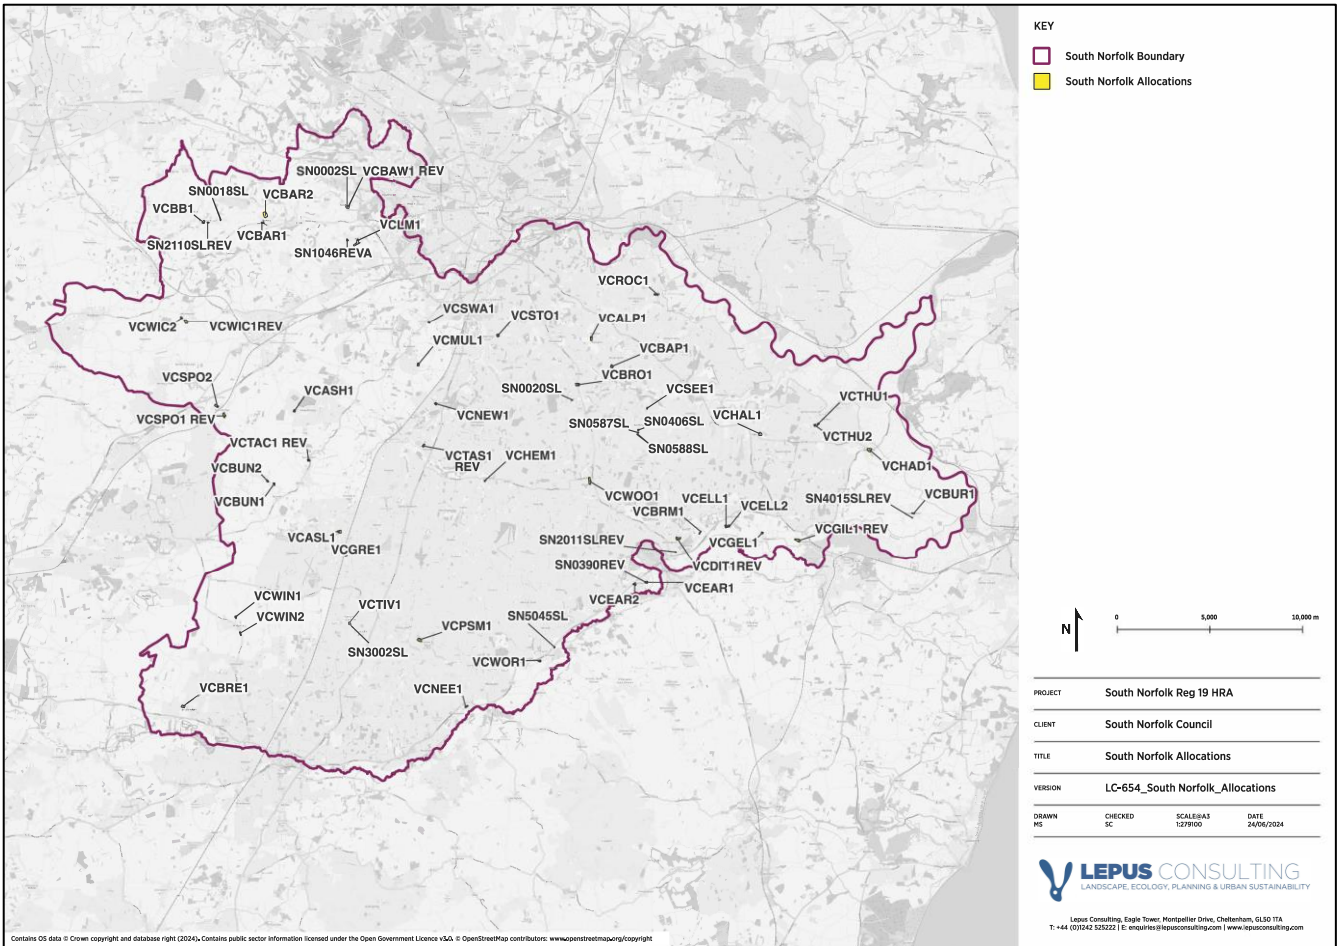 KEY
South Norfolk Boundary
South Norfolk Allocations
SN0002SL
VCBAW1 REV
SN0018SL
VCBAR2
VCBB1
VCLM1
VCBAR1
SN2110SLREV
SN1046REVA
VCROC1
VCSWA1
VCSTO1
VCALP1
VCWIC2
VCWIC1REV
VCMUL1
VCBAP1
VCSPO2
VCBRO1
VCASH1
SN0020SL
VCSEE1
VCTHU1
VCSPO1 REV
VCNEW1
SN0587SL
SN0406SL
VCHAL1
VCTHU2
VCTAC1 REV
SN0588SL
VCTAS1
REV
VCHEM1
VCHAD1
VCBUN2
VCBUN1
VCWOO1
VCELL1
VCELL2
SN4015SLREV
VCBUR1
VCBRM1
VCASL1
VCGRE1
SN2011SLREV
VCGEL1
VCGIL1 REV
SN0390REV
VCDIT1REV
VCEAR1
VCEAR2
VCWIN1
VCWIN2
VCTIV1
SN5045SL
VCPSM1
SN3002SL
VCWOR1
VCBRE1
VCNEE1
N
0 5,000 10,000 m
PROJECT South Norfolk Reg 19 HRA
CLIENT South Norfolk Council
TITLE South Norfolk Allocations
VERSION LC-654_South Norfolk_Allocations
DRAWN CHECKED SCALE@A3 DATE
MS SC 1:279100 24/06/2024
LEPUS CONSULTING
LANDSCAPE, ECOLOGY, PLANNING & URBAN SUSTAINABILITY
Lepus Consulting, Eagle Tower, Montpellier Drive, Cheltenham, GL50 1TA
T: +44 (0)1242 525222 | E: enquiries@lepusconsulting.com | www.lepusconsulting.com
Contains OS data © Crown copyright and database right (2024). Contains public sector information licensed under the Open Government Licence v3.0. © OpenStreetMap contributors: www.openstreetmap.org/copyright